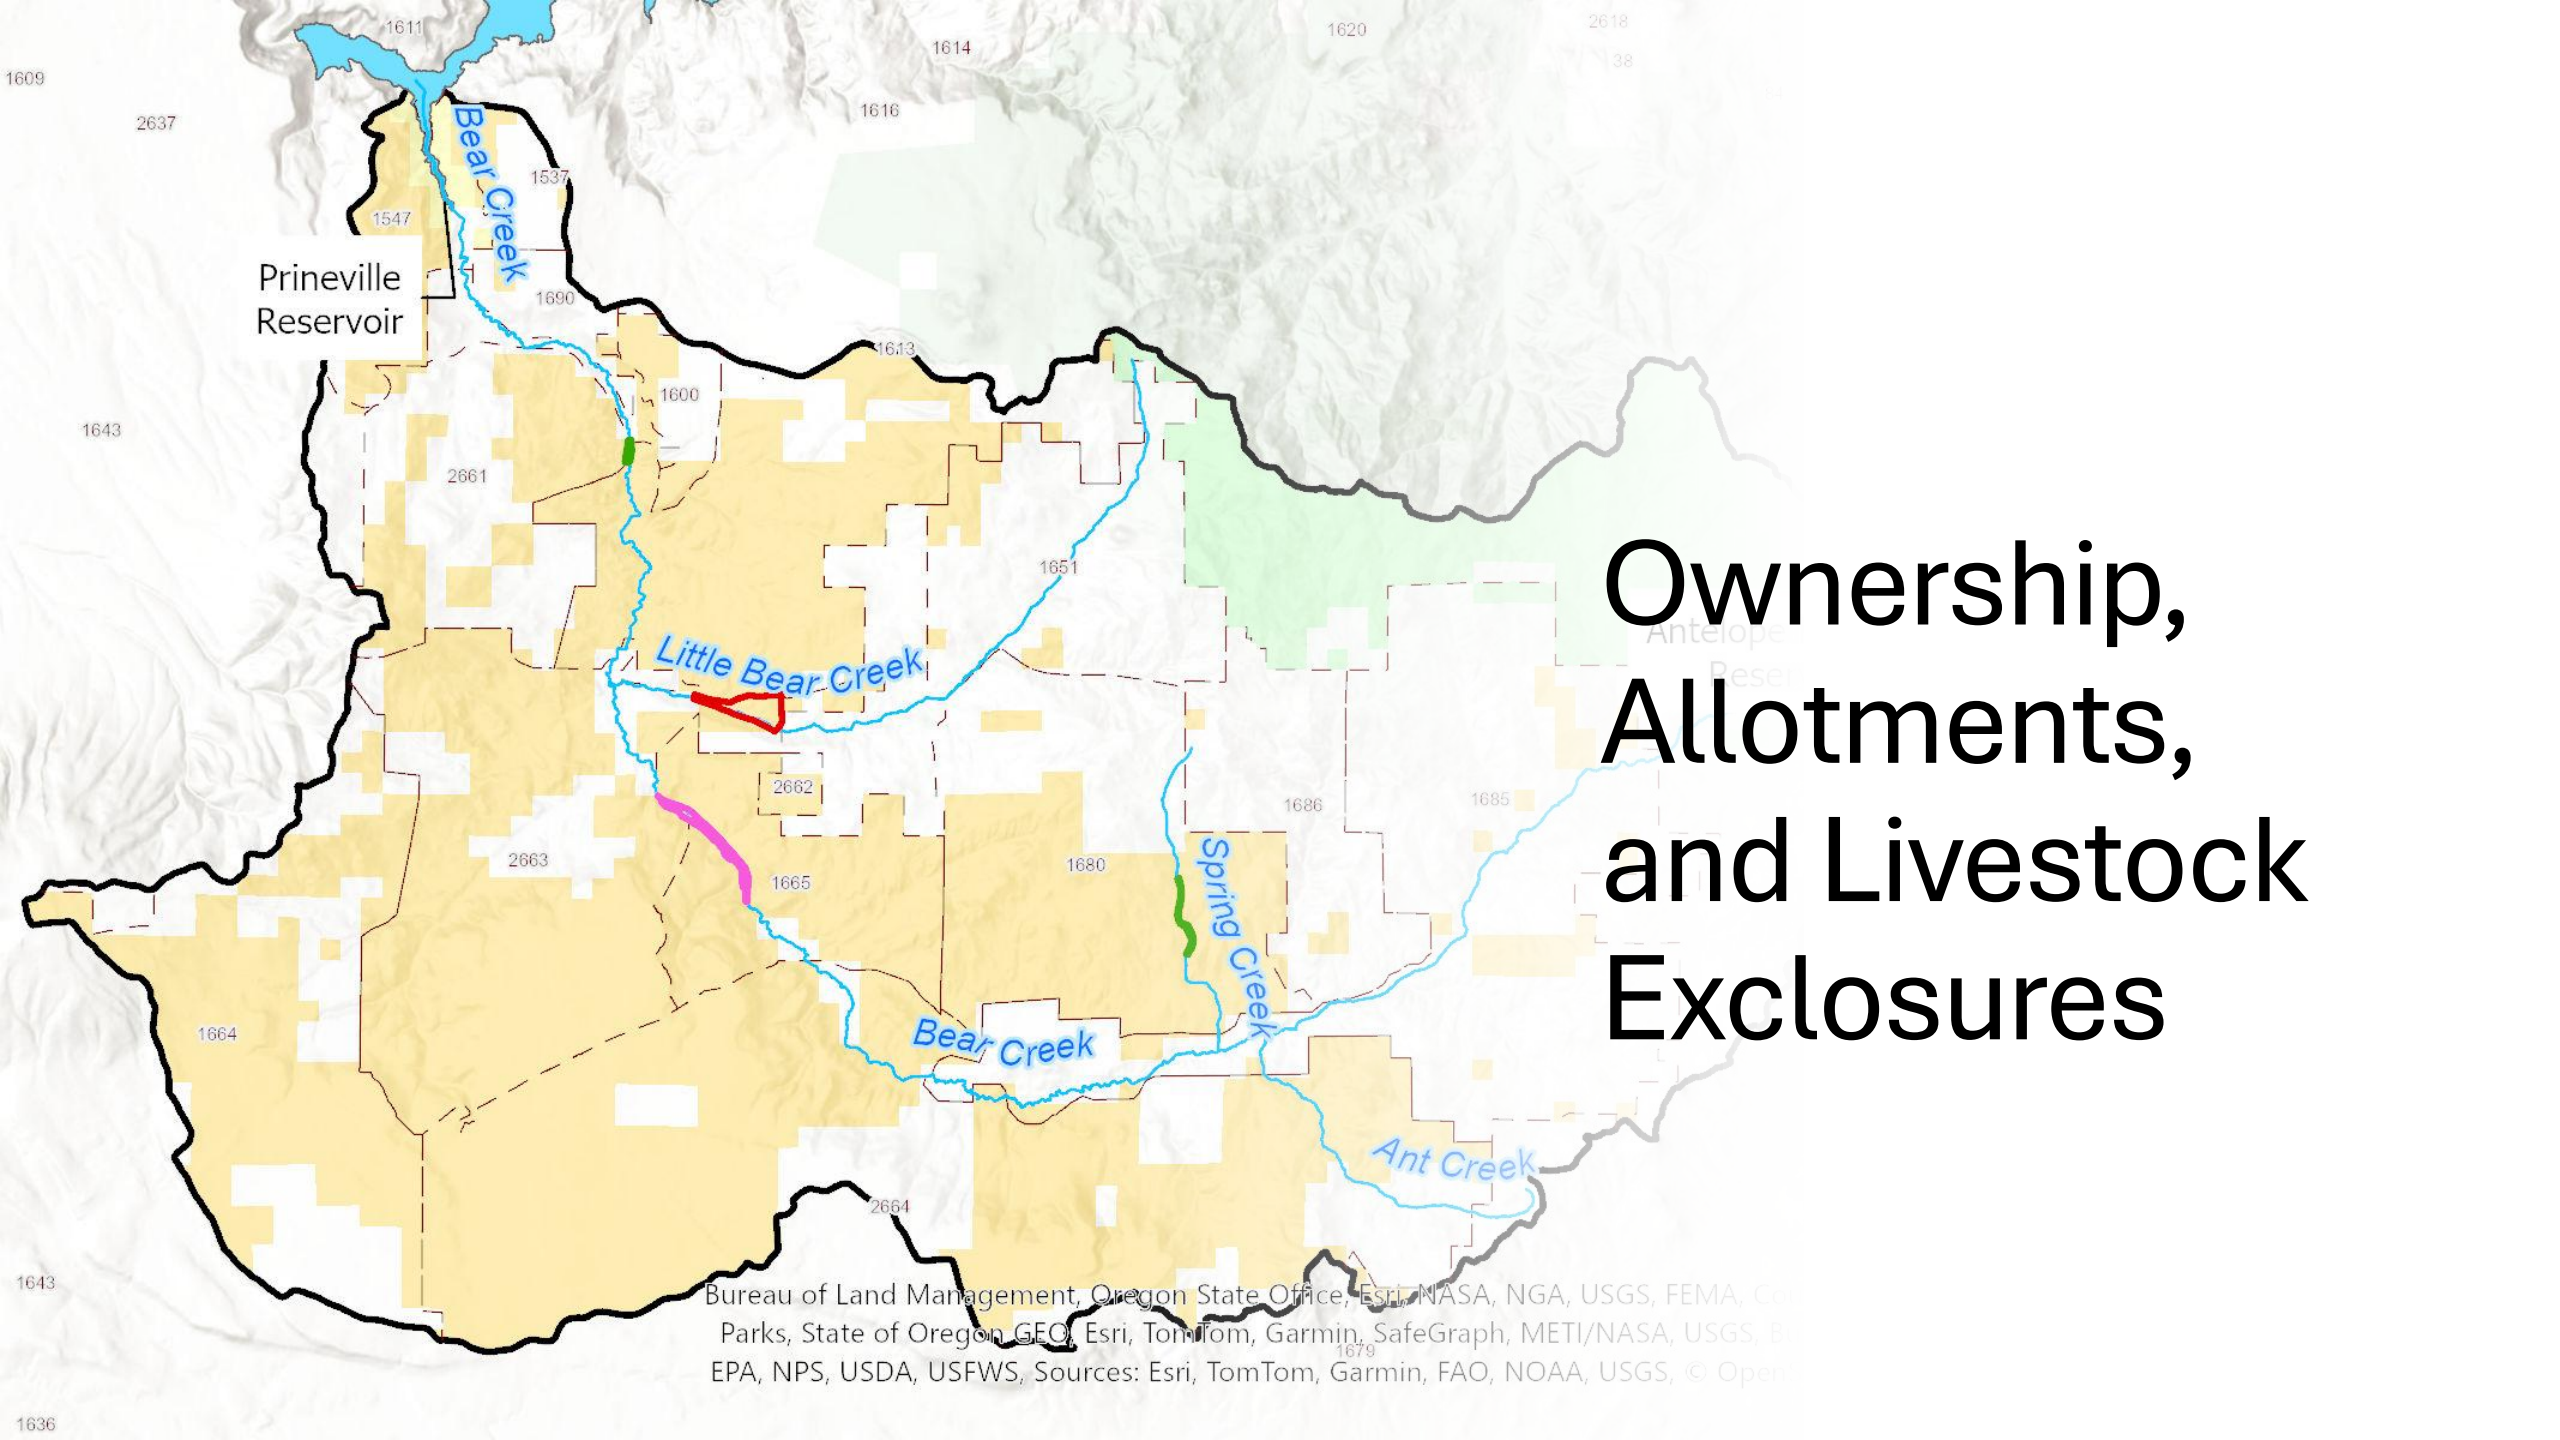 1611
1614
1620
2618
38
1609
1616
2637
Bear Creek
1537
1547
Prineville
Reservoir
1690
1613
1600
1643
2661
1651
Ownership,
Allotments,
and Livestock
Exclosures
Antelope
Little Bear Creek
2662
1686
1685
2663
1665
1680
Spring Creek
1664
Bear Creek
Ant Creek
2664
1643
Bureau of Land Management, Oregon State Office, Esri, NASA, NGA, USGS, FEMA,
Parks, State of Oregon GEO, Esri, TomTom, Garmin, SafeGraph, METI/NASA, USGS,
1679
EPA, NPS, USDA, USFWS, Sources: Esri, TomTom, Garmin, FAO, NOAA, USGS, ©
1636